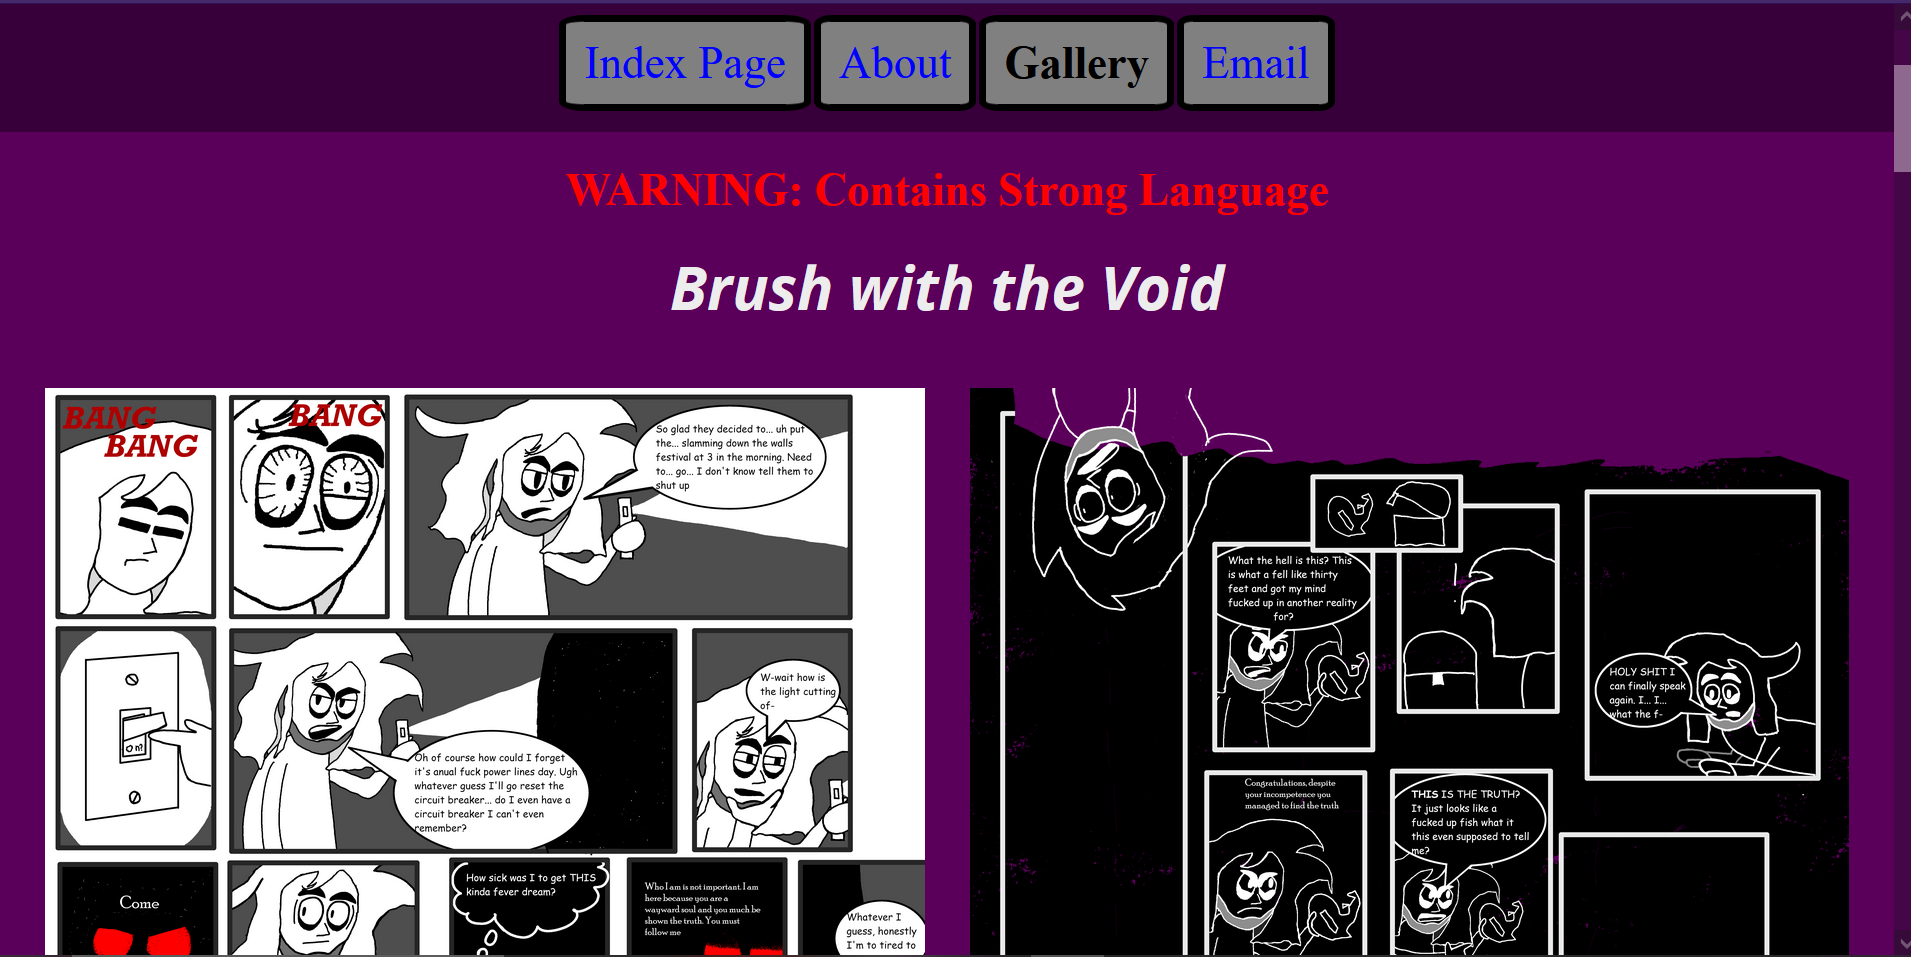 Index Page
About
Gallery
Email
WARNING: Contains Strong Language
Brush with the Void
BANG
BANG
BANG
So glad they decided to... uh put
the... slamming down the walls
festival at 3 in the morning. Need
to... go... I don't know tell them to
shut up
On?
Oh of course how could I forget
it's anual fuck power lines day. Ugh
whatever guess I'll go reset the
circuit breaker... do I even have a
circuit breaker I can't even
remember?
W-wait how is
the light cutting
of-
Come
How sick was I to get THIS
kinda fever dream?
Who I am is not important. I am
here because you are a
wayward soul and you much be
shown the truth. You must
follow me
Whatever I
guess, honestly
I'm to tired to
What the hell is this? This
is what a fell like thirty
feet and got my mind
fucked up in another reality
for?
HOLY SHIT I
can finally speak
again. I... I...
what the f-
Congratulations, despite
your incompetence you
managed to find the truth
THIS IS THE TRUTH?
It just looks like a
fucked up fish what it
this even supposed to tell
me?